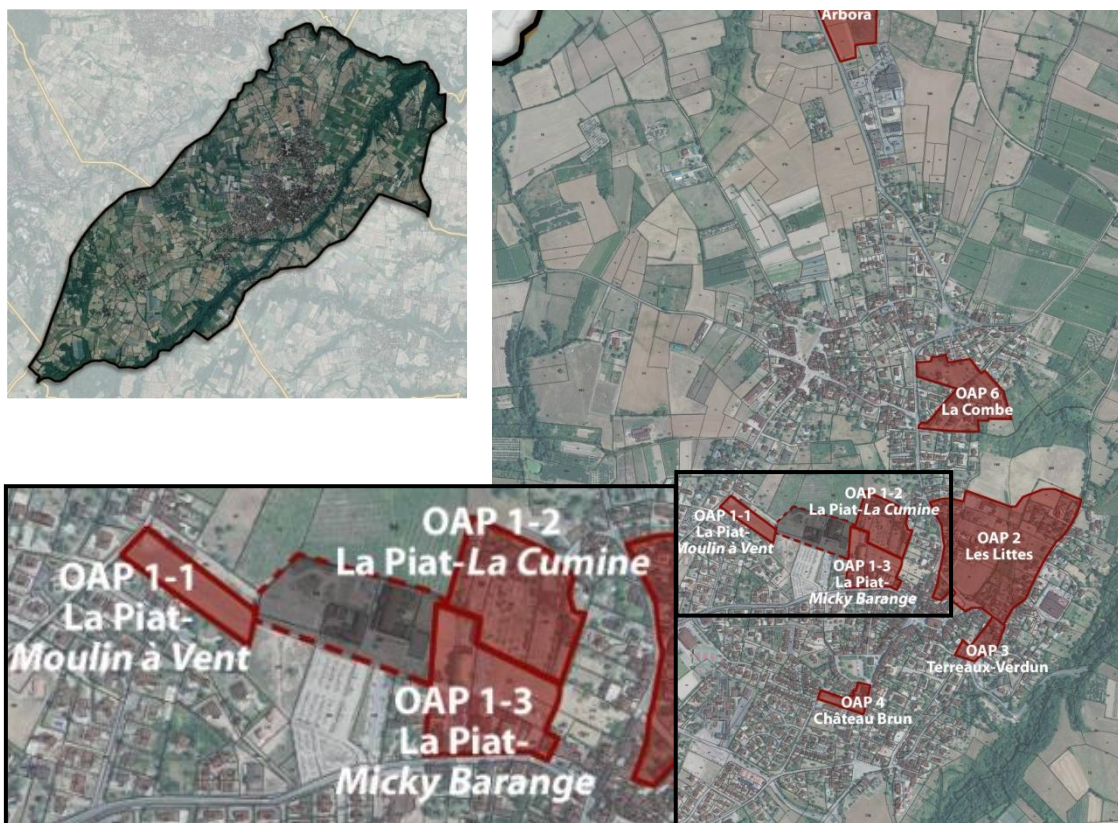 Arbora
OAP 6
La Combe
OAP 1-2
La Piat-La Cumine
OAP 1-1
La Piat-
Moulin à Vent
OAP 1-3
La Piat-
Micky Barange
OAP 2
Les Littes
OAP 3
Terreaux-Verdun
OAP 4
Château Brun
OAP 1-2
La Piat-La Cumine
OAP 1-1
La Piat-
Moulin à Vent
OAP 1-3
La Piat-
Micky Barange